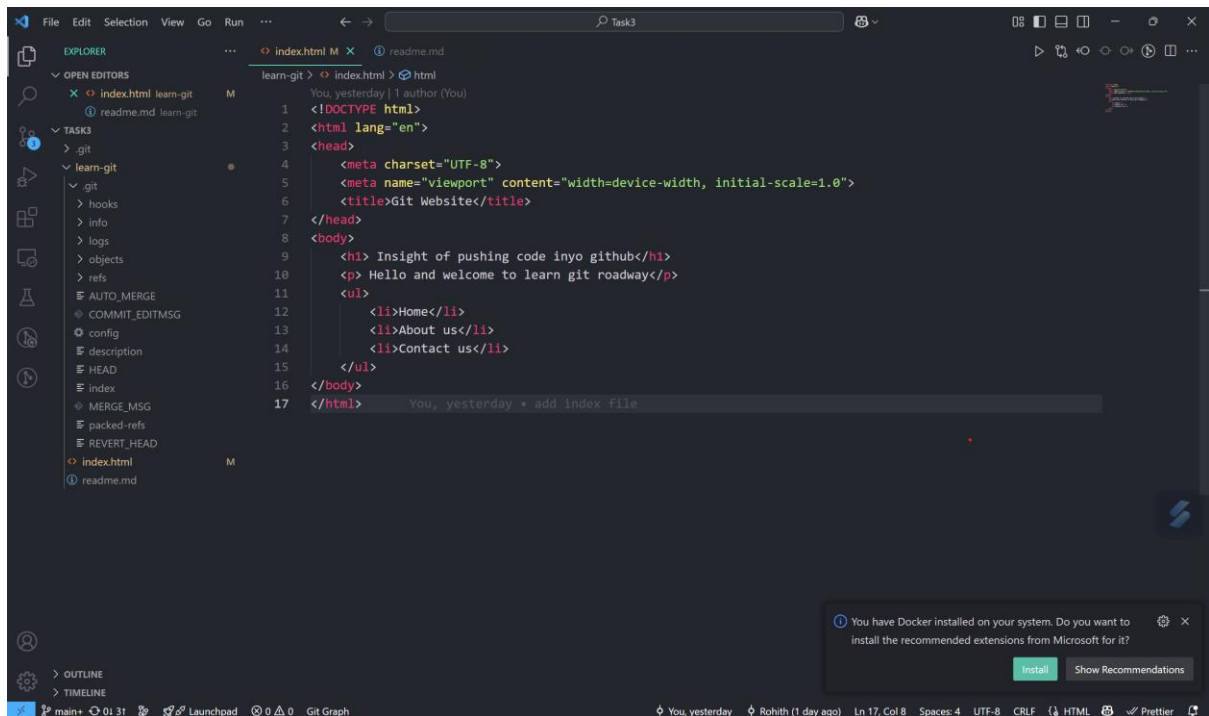 File Edit Selection View Go Run ... Task3
EXPLORER ...
index.html M
readme.md
OPEN EDITORS
index.html learn-git M
readme.md learn-git
TASK3
.git
learn-git
.git
hooks
info
logs
objects
refs
AUTO_MERGE
COMMIT_EDITMSG
config
description
HEAD
index
MERGE_MSG
packed-refs
REVERT_HEAD
index.html M
readme.md
OUTLINE
TIMELINE
3
learn-git > index.html > html
You, yesterday | 1 author (You)
1 <!DOCTYPE html>
2 <html lang="en">
3 <head>
4 <meta charset="UTF-8">
5 <meta name="viewport" content="width=device-width, initial-scale=1.0">
6 <title>Git Website</title>
7 </head>
8 <body>
9 <h1> Insight of pushing code inyo github</h1>
10 <p> Hello and welcome to learn git roadway</p>
11 <ul>
12 <li>Home</li>
13 <li>About us</li>
14 <li>Contact us</li>
15 </ul>
16 </body>
17 </html> You, yesterday • add index file
You have Docker installed on your system. Do you want to
install the recommended extensions from Microsoft for it?
Install Show Recommendations
main+ 0↓ 3↑ Launchpad 0 0 Git Graph You, yesterday Rohith (1 day ago) Ln 17, Col 8 Spaces: 4 UTF-8 CRLF HTML Prettier